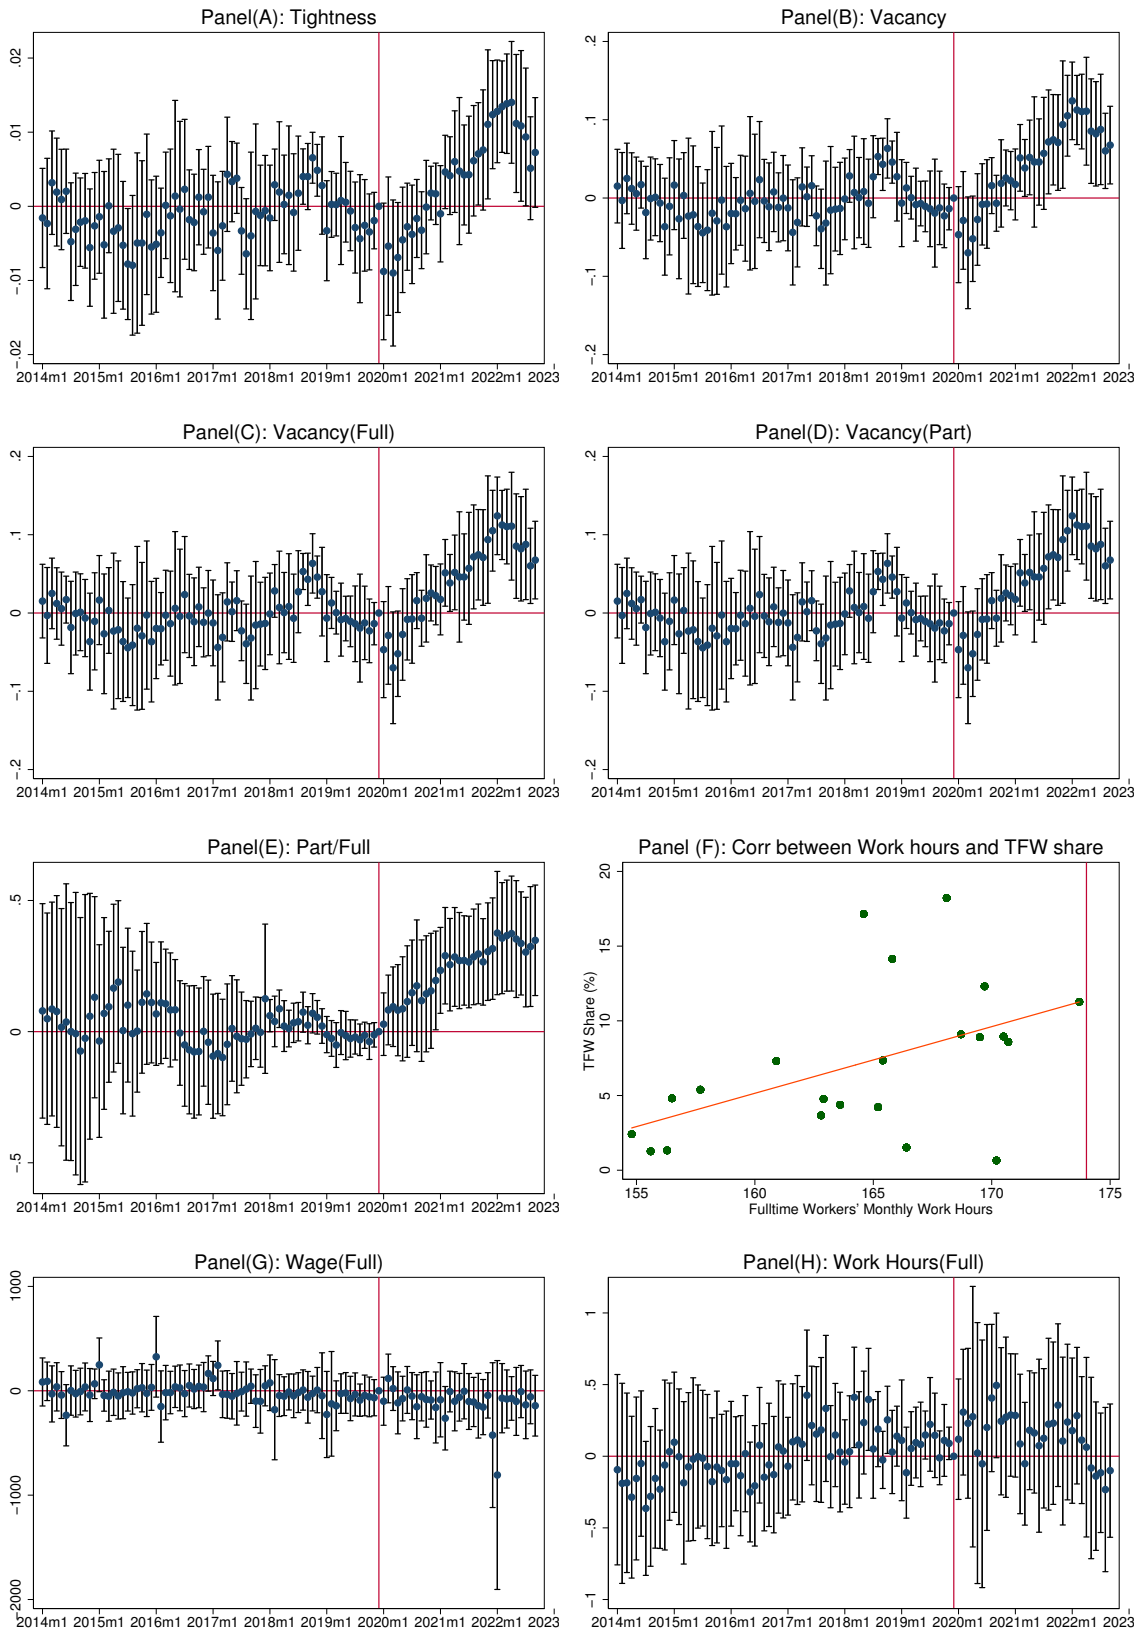 Panel(A): Tightness
.02
.01
0
-.01
-.02
2014m1 2015m1 2016m1 2017m1 2018m1 2019m1 2020m1 2021m1 2022m1 2023
Panel(B): Vacancy
.2
.1
0
-.1
-.2
2014m1 2015m1 2016m1 2017m1 2018m1 2019m1 2020m1 2021m1 2022m1 2023
Panel(C): Vacancy(Full)
.2
.1
0
-.1
-.2
2014m1 2015m1 2016m1 2017m1 2018m1 2019m1 2020m1 2021m1 2022m1 2023
Panel(D): Vacancy(Part)
.2
.1
0
-.1
-.2
2014m1 2015m1 2016m1 2017m1 2018m1 2019m1 2020m1 2021m1 2022m1 2023
Panel(E): Part/Full
.5
0
-.5
2014m1 2015m1 2016m1 2017m1 2018m1 2019m1 2020m1 2021m1 2022m1 2023
Panel (F): Corr between Work hours and TFW share
TFW Share (%)
20
15
10
5
0
155 160 165 170 175
Fulltime Workers' Monthly Work Hours
Panel(G): Wage(Full)
1000
0
-1000
-2000
2014m1 2015m1 2016m1 2017m1 2018m1 2019m1 2020m1 2021m1 2022m1 2023
Panel(H): Work Hours(Full)
1
.5
0
-.5
-1
2014m1 2015m1 2016m1 2017m1 2018m1 2019m1 2020m1 2021m1 2022m1 2023